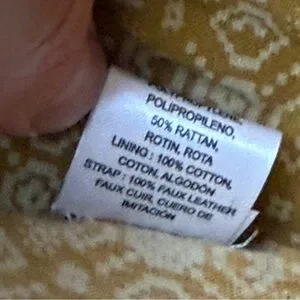 POLYPROPYLENE,
POLIPROPILENO,
50% RATTAN,
ROTIN, ROTA
LINING : 100% COTTON,
COTON, ALGODÓN
STRAP : 100% FAUX LEATHER
FAUX CUIR, CUERO DE
IMITACIÓN